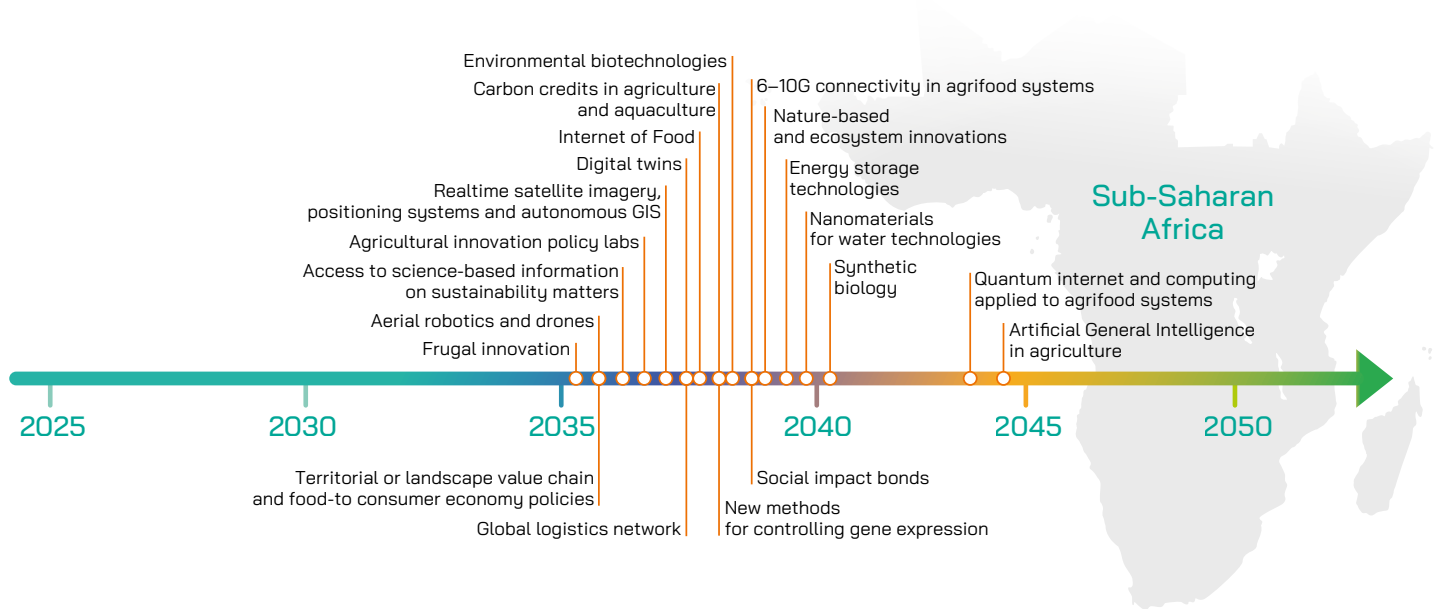 Environmental biotechnologies
Carbon credits in agriculture
and aquaculture
Internet of Food
Digital twins
Realtime satellite imagery,
positioning systems and autonomous GIS
Agricultural innovation policy labs
Access to science-based information
on sustainability matters
Aerial robotics and drones
Frugal innovation
6–10G connectivity in agrifood systems
Nature-based
and ecosystem innovations
Energy storage
technologies
Nanomaterials
for water technologies
Synthetic
biology
Sub-Saharan
Africa
Quantum internet and computing
applied to agrifood systems
Artificial General Intelligence
in agriculture
2025
2030
2035
2040
2045
2050
Territorial or landscape value chain
and food-to consumer economy policies
Global logistics network
Social impact bonds
New methods
for controlling gene expression